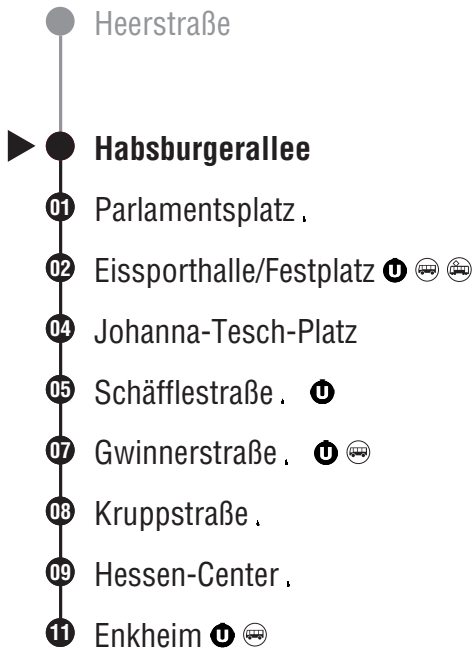 Heerstraße
Habsburgerallee
01 Parlamentsplatz
02 Eissporthalle/Festplatz U
04 Johanna-Tesch-Platz
05 Schäfflestraße U
07 Gwinnerstraße U
08 Kruppstraße
09 Hessen-Center
11 Enkheim U